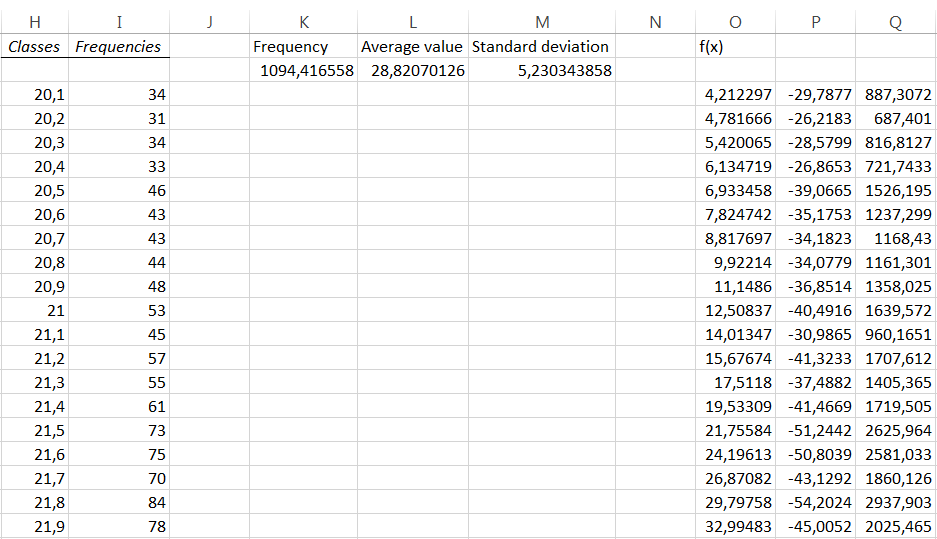 H I J K L M N O P Q
Classes Frequencies Frequency Average value Standard deviation f(x)
1094,416558 28,82070126 5,230343858
20,1 34 4,212297 -29,7877 887,3072
20,2 31 4,781666 -26,2183 687,401
20,3 34 5,420065 -28,5799 816,8127
20,4 33 6,134719 -26,8653 721,7433
20,5 46 6,933458 -39,0665 1526,195
20,6 43 7,824742 -35,1753 1237,299
20,7 43 8,817697 -34,1823 1168,43
20,8 44 9,92214 -34,0779 1161,301
20,9 48 11,1486 -36,8514 1358,025
21 53 12,50837 -40,4916 1639,572
21,1 45 14,01347 -30,9865 960,1651
21,2 57 15,67674 -41,3233 1707,612
21,3 55 17,5118 -37,4882 1405,365
21,4 61 19,53309 -41,4669 1719,505
21,5 73 21,75584 -51,2442 2625,964
21,6 75 24,19613 -50,8039 2581,033
21,7 70 26,87082 -43,1292 1860,126
21,8 84 29,79758 -54,2024 2937,903
21,9 78 32,99483 -45,0052 2025,465